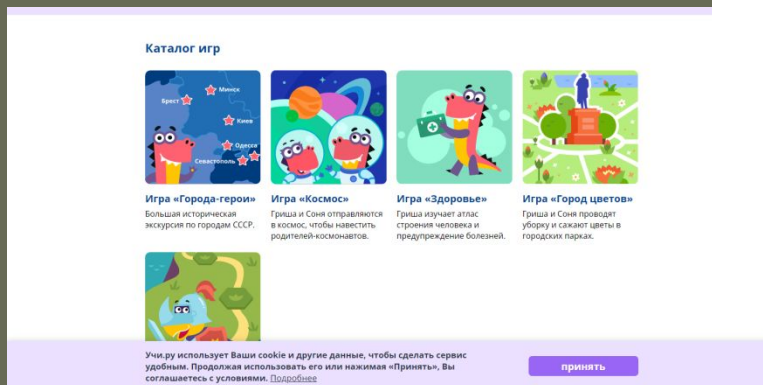 Каталог игр
Минск
Брест
Киев
Одесса
Севастополь
Игра «Города-герои»
Большая историческая
экскурсия по городам СССР.
Игра «Космос»
Гриша и Соня отправляются
в космос, чтобы навестить
родителей-космонавтов.
Игра «Здоровье»
Гриша изучает атлас
строения человека и
предупреждение болезней.
Игра «Город цветов»
Гриша и Соня проводят
уборку и сажают цветы в
городских парках.
Учи.ру использует Ваши cookie и другие данные, чтобы сделать сервис
удобным. Продолжая использовать его или нажимая «Принять», Вы
соглашаетесь с условиями. Подробнее
принять